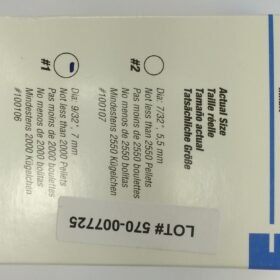 Actual Size
Taille réelle
Tamaño actual
Tatsächliche Größe
#2
Dia: 7/32", 5,5 mm
Not less than 2550 Pellets
Pas moins de 2550 boulettes
No menos de 2550 bolitas
Mindestens 2550 Kügelchen
#100107
#1
Dia: 9/32", 7 mm
Not less than 2000 Pellets
Pas moins de 2000 boulettes
No menos de 2000 bolitas
Mindestens 2000 Kügelchen
#100106
LOT# 570-007725